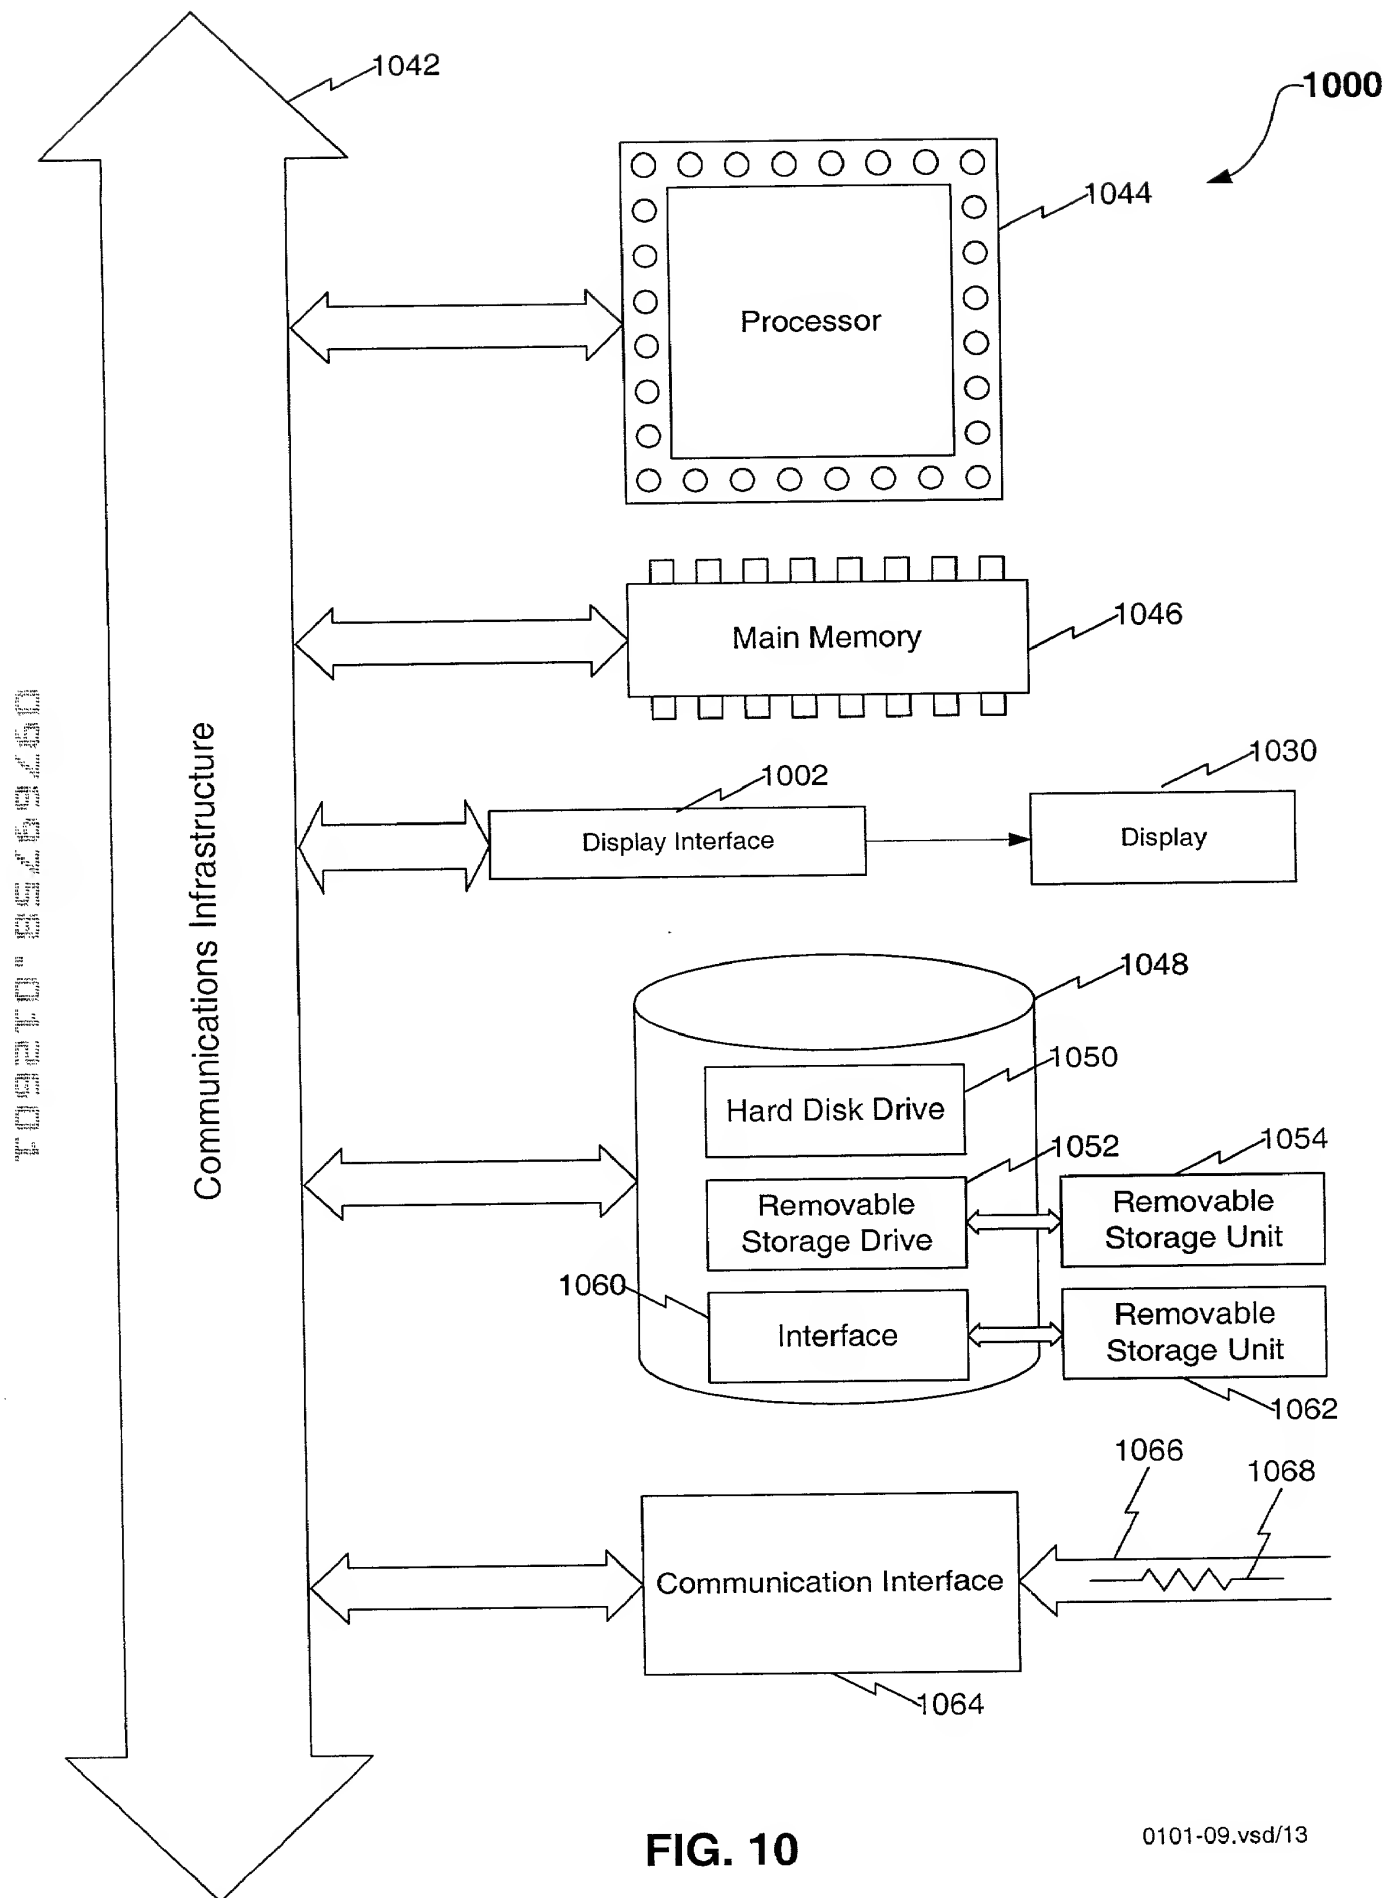 1042
1000
1044
Processor
1046
Main Memory
1002
1030
Display Interface
Display
Communications Infrastructure
1048
1050
Hard Disk Drive
1052
1054
Removable
Storage Drive
Removable
Storage Unit
1060
Interface
Removable
Storage Unit
1062
1066
1068
Communication Interface
1064
FIG. 10
0101-09.vsd/13